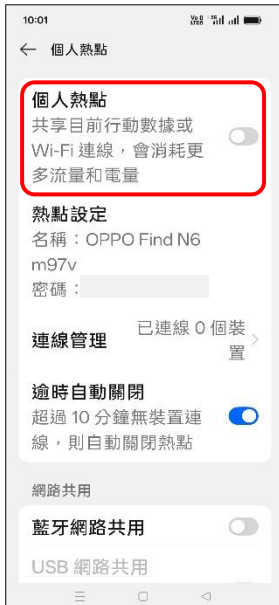 10:01
個人熱點
個人熱點
共享目前行動數據或
Wi-Fi 連線，會消耗更
多流量和電量
熱點設定
名稱：OPPO Find N6
m97v
密碼：
連線管理
已連線 0 個裝
置
逾時自動關閉
超過 10 分鐘無裝置連
線，則自動關閉熱點
網路共用
藍牙網路共用
USB 網路共用